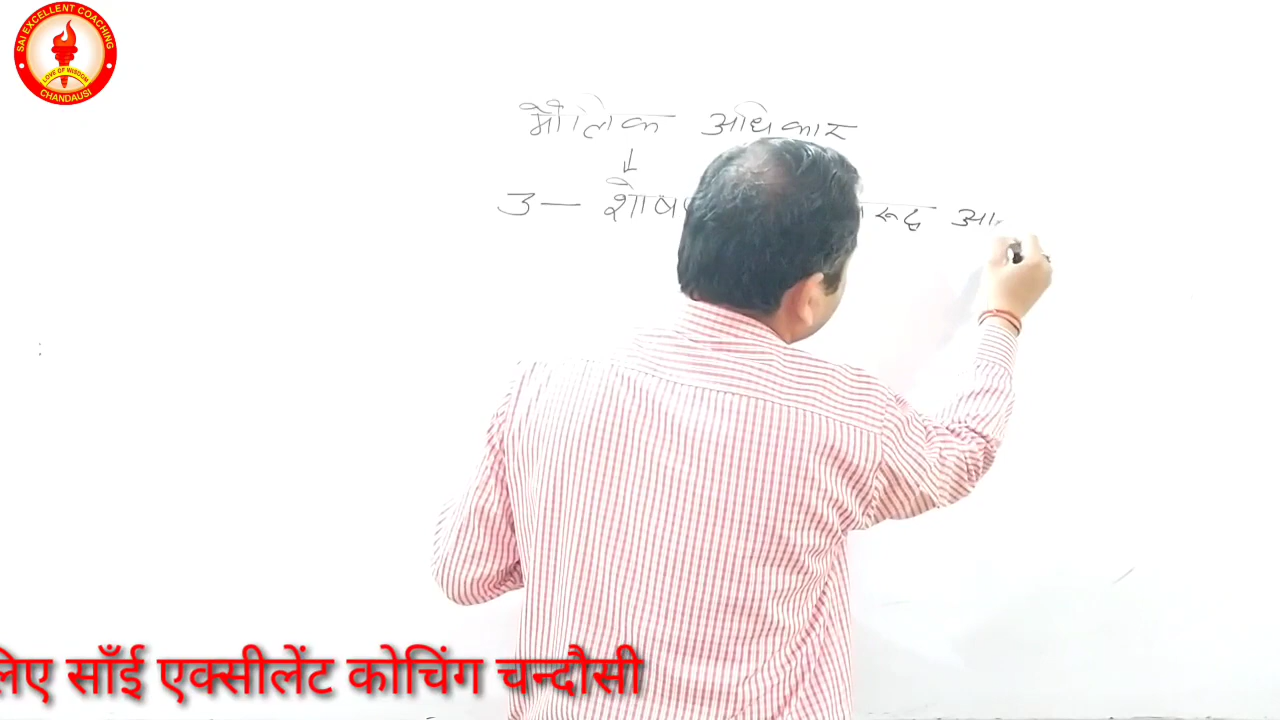 SAI EXCELLENT COACHING
LOVE OF WISDOM
CHANDAUSI
मौलिक अधिकार
3 — शोष रूद्ध आ
लिए साँई एक्सीलेंट कोचिंग चन्दौसी